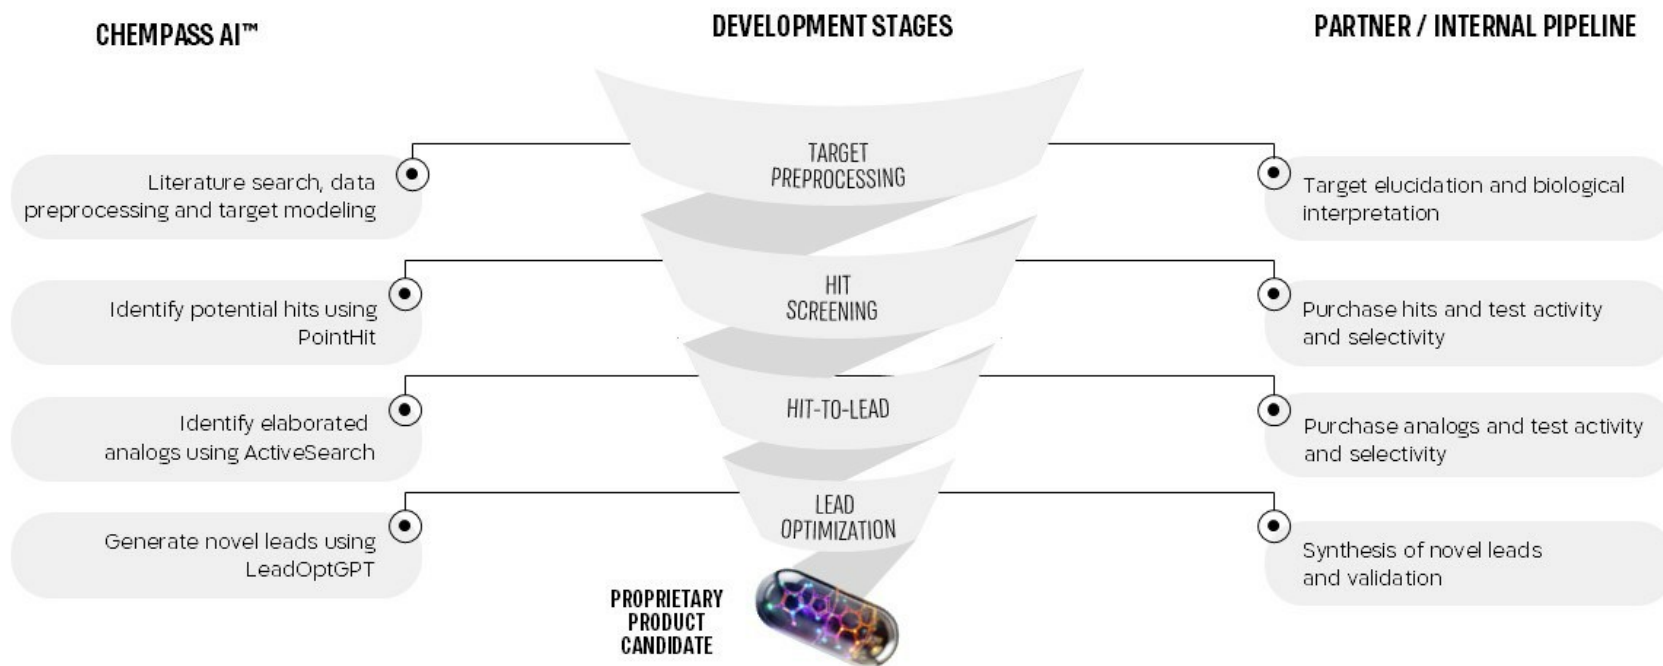 CHEMPASS AI™
DEVELOPMENT STAGES
PARTNER / INTERNAL PIPELINE
Literature search, data
preprocessing and target modeling
TARGET
PREPROCESSING
Target elucidation and biological
interpretation
Identify potential hits using
PointHit
HIT
SCREENING
Purchase hits and test activity
and selectivity
Identify elaborated
analogs using ActiveSearch
HIT-TO-LEAD
Purchase analogs and test activity
and selectivity
Generate novel leads using
LeadOptGPT
LEAD
OPTIMIZATION
Synthesis of novel leads
and validation
PROPRIETARY
PRODUCT
CANDIDATE